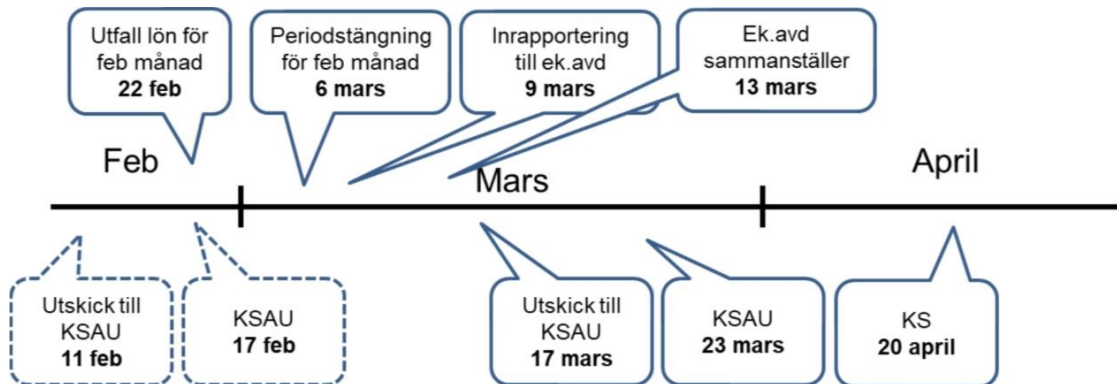 Utfall lön för
feb månad
22 feb
Periodstängning
för feb månad
6 mars
Inrapportering
till ek.avd
9 mars
Ek.avd
sammanställer
13 mars
Feb
Mars
April
Utskick till
KSAU
11 feb
KSAU
17 feb
Utskick till
KSAU
17 mars
KSAU
23 mars
KS
20 april